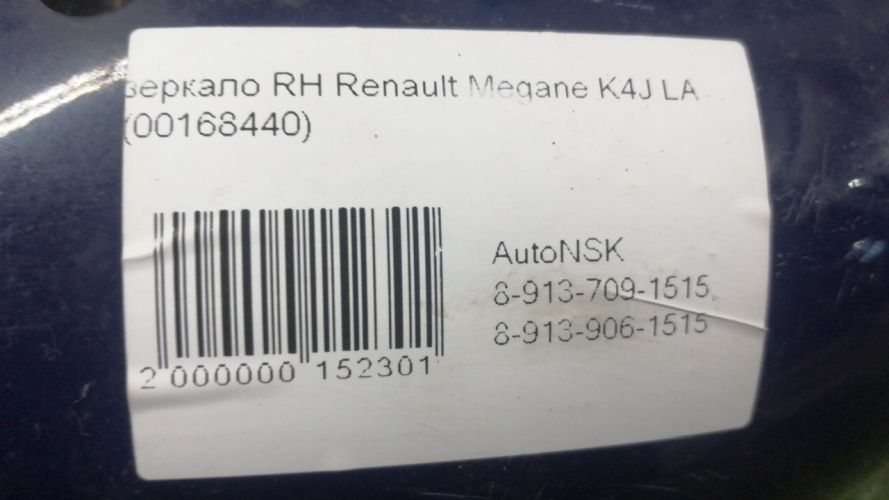 зеркало RH Renault Megane K4J LA
(00168440)
AutoNSK
8-913-709-1515,
8-913-906-1515
2 000000 152301